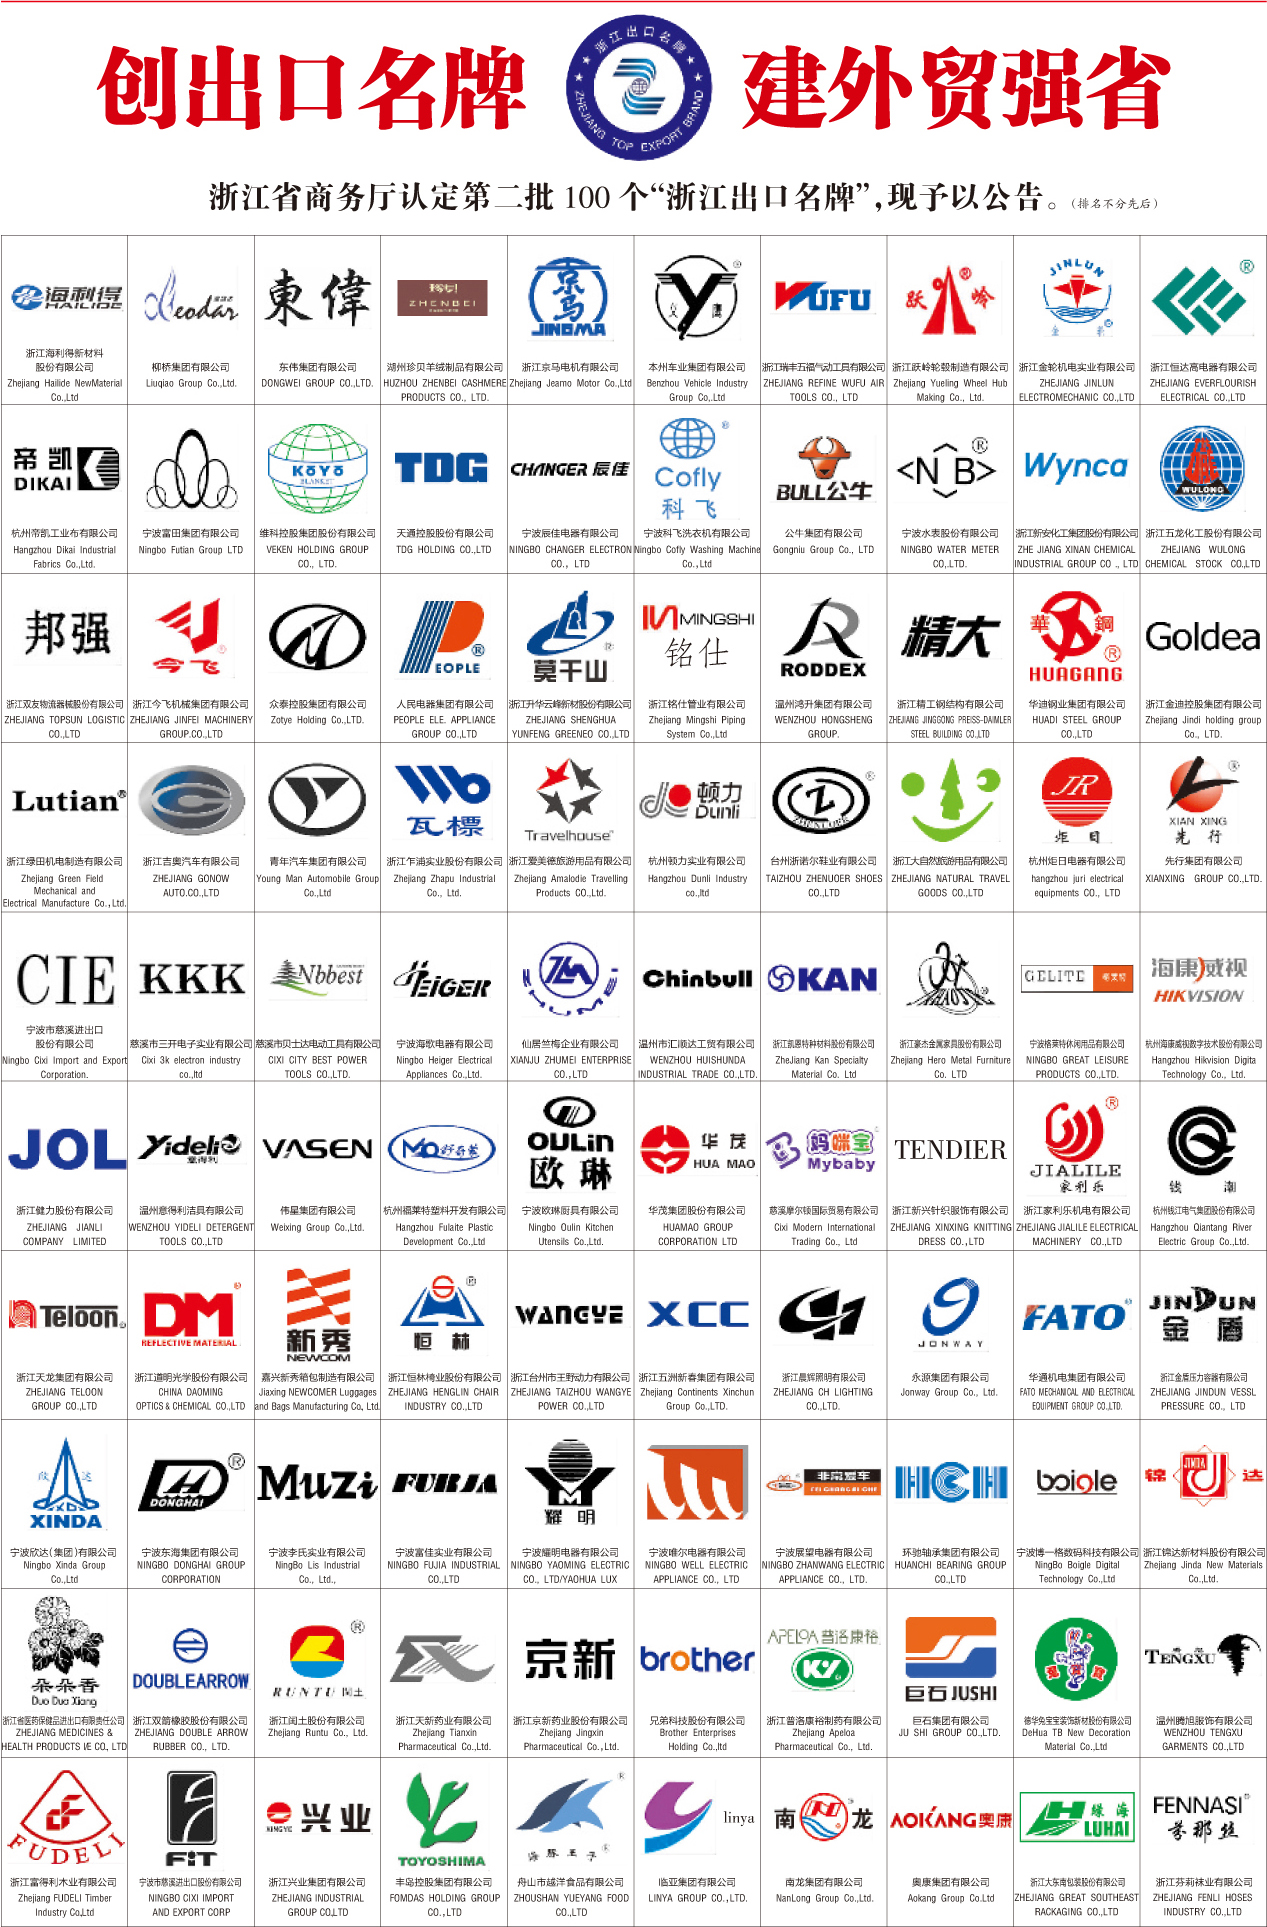 创出口名牌
浙江出口名牌
ZHEJIANG TOP EXPORT BRAND
建外贸强省
浙江省商务厅认定第二批 100 个“浙江出口名牌”,现予以公告。（排名不分先后）
海利得
HAILIDE
浙江海利得新材料
股份有限公司
Zhejiang Hailide NewMaterial
Co.,Ltd
leodar
柳桥集团有限公司
Liuqiao Group Co.,Ltd.
東偉
东伟集团有限公司
DONGWEI GROUP CO.,LTD.
ZHENBEI
湖州珍贝羊绒制品有限公司
HUZHOU ZHENBEI CASHMERE
PRODUCTS CO., LTD.
京马
JINGMA
浙江京马电机有限公司
Zhejiang Jeamo Motor Co.,Ltd
本州车业集团有限公司
Benzhou Vehicle Industry
Group Co,.Ltd
WUFU
浙江瑞丰五福气动工具有限公司
ZHEJIANG REFINE WUFU AIR
TOOLS CO., LTD
跃岭
浙江跃岭轮毂制造有限公司
Zhejiang Yueling Wheel Hub
Making Co., Ltd.
JINLUN
浙江金轮机电实业有限公司
ZHEJIANG JINLUN
ELECTROMECHANIC CO.,LTD
浙江恒达高电器有限公司
ZHEJIANG EVERFLOURISH
ELECTRICAL CO.,LTD
帝凯
DIKAI
杭州帝凯工业布有限公司
Hangzhou Dikai Industrial
Fabrics Co.,Ltd.
宁波富田集团有限公司
Ningbo Futian Group LTD
KōYō
BLANKET
维科控股集团股份有限公司
VEKEN HOLDING GROUP
CO., LTD.
TDG
天通控股股份有限公司
TDG HOLDING CO.,LTD
CHANGER 辰佳
宁波辰佳电器有限公司
NINGBO CHANGER ELECTRON
CO., LTD
Cofly
科飞
宁波科飞洗衣机有限公司
Ningbo Cofly Washing Machine
Co.,Ltd
BULL公牛
公牛集团有限公司
Gongniu Group Co., LTD
<N B>
宁波水表股份有限公司
NINGBO WATER METER
CO,.LTD.
Wynca
浙江新安化工集团股份有限公司
ZHE JIANG XINAN CHEMICAL
INDUSTRIAL GROUP CO ., LTD
WULONG
浙江五龙化工股份有限公司
ZHEJIANG WULONG
CHEMICAL STOCK CO.,LTD
邦强
浙江双友物流器械股份有限公司
ZHEJIANG TOPSUN LOGISTIC
CO.,LTD
今飞
浙江今飞机械集团有限公司
ZHEJIANG JINFEI MACHINERY
GROUP.CO.,LTD
众泰控股集团有限公司
Zotye Holding Co.,LTD.
PEOPLE
人民电器集团有限公司
PEOPLE ELE. APPLIANCE
GROUP CO.,LTD
莫干山
浙江升华云峰新材股份有限公司
ZHEJIANG SHENGHUA
YUNFENG GREENEO CO.,LTD
MINGSHI
铭仕
浙江铭仕管业有限公司
Zhejiang Mingshi Piping
System Co.,Ltd
RODDEX
温州鸿升集团有限公司
WENZHOU HONGSHENG
GROUP.
精大
浙江精工钢结构有限公司
ZHEJIANG JINGGONG PREISS-DAIMLER
STEEL BUILDING CO.,LTD
華鋼
HUAGANG
华迪钢业集团有限公司
HUADI STEEL GROUP
CO.,LTD
Goldea
浙江金迪控股集团有限公司
Zhejiang Jindi holding group
Co., LTD.
Lutian
浙江绿田机电制造有限公司
Zhejiang Green Field
Mechanical and
Electrical Manufacture Co.,Ltd.
浙江吉奥汽车有限公司
ZHEJIANG GONOW
AUTO.CO.,LTD
青年汽车集团有限公司
Young Man Automobile Group
Co.,Ltd
瓦標
浙江乍浦实业股份有限公司
Zhejiang Zhapu Industrial
Co., Ltd.
Travelhouse
浙江爱美德旅游用品有限公司
Zhejiang Amalodie Travelling
Products CO.,Ltd.
顿力
Dunli
杭州顿力实业有限公司
Hangzhou Dunli Industry
co.,ltd
台州浙诺尔鞋业有限公司
TAIZHOU ZHENUOER SHOES
CO.,LTD
浙江大自然旅游用品有限公司
ZHEJIANG NATURAL TRAVEL
GOODS CO.,LTD
JR
炬日
杭州炬日电器有限公司
hangzhou juri electrical
equipments CO., LTD
XIAN XING
先行
先行集团有限公司
XIANXING GROUP CO.,LTD.
CIE
宁波市慈溪进出口
股份有限公司
Ningbo Cixi Import and Export
Corporation.
KKK
慈溪市三开电子实业有限公司
Cixi 3k electron industry
co.,ltd
Nbbest
慈溪市贝士达电动工具有限公司
CIXI CITY BEST POWER
TOOLS CO.,LTD.
HEIGER
宁波海歌电器有限公司
Ningbo Heiger Electrical
Appliances Co.,Ltd.
ZHUMEI
仙居竺梅企业有限公司
XIANJU ZHUMEI ENTERPRISE
CO.,LTD
Chinbull
温州市汇顺达工贸有限公司
WENZHOU HUISHUNDA
INDUSTRIAL TRADE CO.,LTD.
KAN
浙江凯恩特种材料股份有限公司
ZheJiang Kan Specialty
Material Co. Ltd
浙江豪杰金属家具股份有限公司
Zhejiang Hero Metal Furniture
Co. LTD
GELITE
宁波格莱特休闲用品有限公司
NINGBO GREAT LEISURE
PRODUCTS CO.,LTD.
海康威视
HIKVISION
杭州海康威视数字技术股份有限公司
Hangzhou Hikvision Digita
Technology Co., Ltd.
JOL
浙江健力股份有限公司
ZHEJIANG JIANLI
COMPANY LIMITED
Yideli
意得利
温州意得利洁具有限公司
WENZHOU YIDELI DETERGENT
TOOLS CO.,LTD
VASEN
伟星集团有限公司
Weixing Group Co.,Ltd.
杭州福莱特塑料开发有限公司
Hangzhou Fulaite Plastic
Development Co.,Ltd
OULIN
欧琳
宁波欧琳厨具有限公司
Ningbo Oulin Kitchen
Utensils Co.,Ltd.
华茂
HUA MAO
华茂集团股份有限公司
HUAMAO GROUP
CORPORATION LTD
妈咪宝
Mybaby
慈溪摩尔顿国际贸易有限公司
Cixi Modern International
Trading Co., Ltd
TENDIER
浙江新兴针织服饰有限公司
ZHEJIANG XINXING KNITTING
DRESS CO.,LTD
JIALILE
家利乐
浙江家利乐机电有限公司
ZHEJIANG JIALILE ELECTRICAL
MACHINERY CO.,LTD
钱潮
杭州钱江电气集团股份有限公司
Hangzhou Qiantang River
Electric Group Co.,Ltd.
Teloon
浙江天龙集团有限公司
ZHEJIANG TELOON
GROUP CO.,LTD
DM
REFLECTIVE MATERIAL
浙江道明光学股份有限公司
CHINA DAOMING
OPTICS & CHEMICAL CO.,LTD
新秀
NEWCOM
嘉兴新秀箱包制造有限公司
Jiaxing NEWCOMER Luggages
and Bags Manufacturing Co., Ltd.
恒林
浙江恒林椅业股份有限公司
ZHEJIANG HENGLIN CHAIR
INDUSTRY CO.,LTD
WANGYE
浙江台州市王野动力有限公司
ZHEJIANG TAIZHOU WANGYE
POWER CO.,LTD
XCC
浙江五洲新春集团有限公司
Zhejiang Continents Xinchun
Group Co.,LTD.
浙江晨辉照明有限公司
ZHEJIANG CH LIGHTING
CO.,LTD.
JONWAY
永源集团有限公司
Jonway Group Co., Ltd.
FATO
华通机电集团有限公司
FATO MECHANICAL AND ELECTRICAL
EQUIPMENT GROUP CO.,LTD.
JINDUN
金盾
浙江金盾压力容器有限公司
ZHEJIANG JINDUN VESSL
PRESSURE CO., LTD
欣达
XINDA
宁波欣达(集团)有限公司
Ningbo Xinda Group
Co.,Ltd
DONGHAI
宁波东海集团有限公司
NINGBO DONGHAI GROUP
CORPORATION
MuZi
宁波李氏实业有限公司
NingBo Lis Industrial
Co., Ltd.,
FURJA
宁波富佳实业有限公司
NINGBO FUJIA INDUSTRIAL
CO.,LTD
耀明
宁波耀明电器有限公司
NINGBO YAOMING ELECTRIC
CO., LTD/YAOHUA LUX
宁波唯尔电器有限公司
NINGBO WELL ELECTRIC
APPLIANCE CO., LTD
非常爱车
FEI CHANG AI CHE
宁波展望电器有限公司
NINGBO ZHANWANG ELECTRIC
APPLIANCE CO., LTD.
HCH
环驰轴承集团有限公司
HUANCHI BEARING GROUP
CO.,LTD
boigle
宁波博一格数码科技有限公司
NingBo Boigle Digital
Technology Co.,Ltd
锦达
JINDA
浙江锦达新材料股份有限公司
Zhejiang Jinda New Materials
Co.,Ltd.
朵朵香
Duo Duo Xiang
浙江省医药保健品进出口有限责任公司
ZHEJIANG MEDICINES &
HEALTH PRODUCTS I/E CO., LTD
DOUBLEARROW
浙江双箭橡胶股份有限公司
ZHEJIANG DOUBLE ARROW
RUBBER CO., LTD.
RUNTU 闰土
浙江闰土股份有限公司
Zhejiang Runtu Co., Ltd.
浙江天新药业有限公司
Zhejiang Tianxin
Pharmaceutical Co.,Ltd.
京新
浙江京新药业股份有限公司
Zhejiang Jingxin
Pharmaceutical Co.,Ltd.
brother
兄弟科技股份有限公司
Brother Enterprises
Holding Co.,ltd
APELOA 普洛康裕
浙江普洛康裕制药有限公司
Zhejiang Apeloa
Pharmaceutical Co., Ltd.
巨石 JUSHI
巨石集团有限公司
JU SHI GROUP CO.,LTD.
德华兔宝宝装饰新材股份有限公司
DeHua TB New Decoration
Material Co.,Ltd
TENGXU
温州腾旭服饰有限公司
WENZHOU TENGXU
GARMENTS CO.,LTD
FUDELI
浙江富得利木业有限公司
Zhejiang FUDELI Timber
Industry Co,Ltd
FiT
宁波市慈溪进出口股份有限公司
NINGBO CIXI IMPORT
AND EXPORT CORP
XINGYE
兴业
浙江兴业集团有限公司
ZHEJIANG INDUSTRIAL
GROUP CO,LTD
TOYOSHIMA
丰岛控股集团有限公司
FOMDAS HOLDING GROUP
CO.,LTD
海豚王子
舟山市越洋食品有限公司
ZHOUSHAN YUEYANG FOOD
CO.,LTD
linya
临亚集团有限公司
LINYA GROUP CO.,LTD.
南龙
南龙集团有限公司
NanLong Group Co.,Ltd.
AOKANG奥康
奥康集团有限公司
Aokang Group Co.Ltd
绿海
LUHAI
浙江大东南包装股份有限公司
ZHEJIANG GREAT SOUTHEAST
RACKAGING CO.,LTD
FENNASI
芬那丝
浙江芬莉袜业有限公司
ZHEJIANG FENLI HOSES
INDUSTRY CO.,LTD